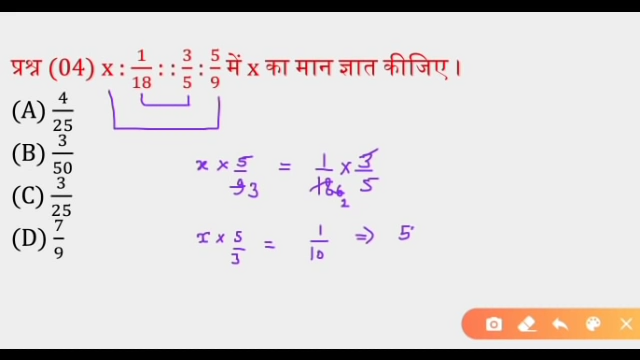 प्रश्न (04) x : 1/18 : : 3/5 : 5/9 में x का मान ज्ञात कीजिए।
(A) 4/25
(B) 3/50
(C) 3/25
(D) 7/9
x × 5/9 3 = 1/18 6 2 × 3/5
x × 5/3 = 1/10 ⇒ 5